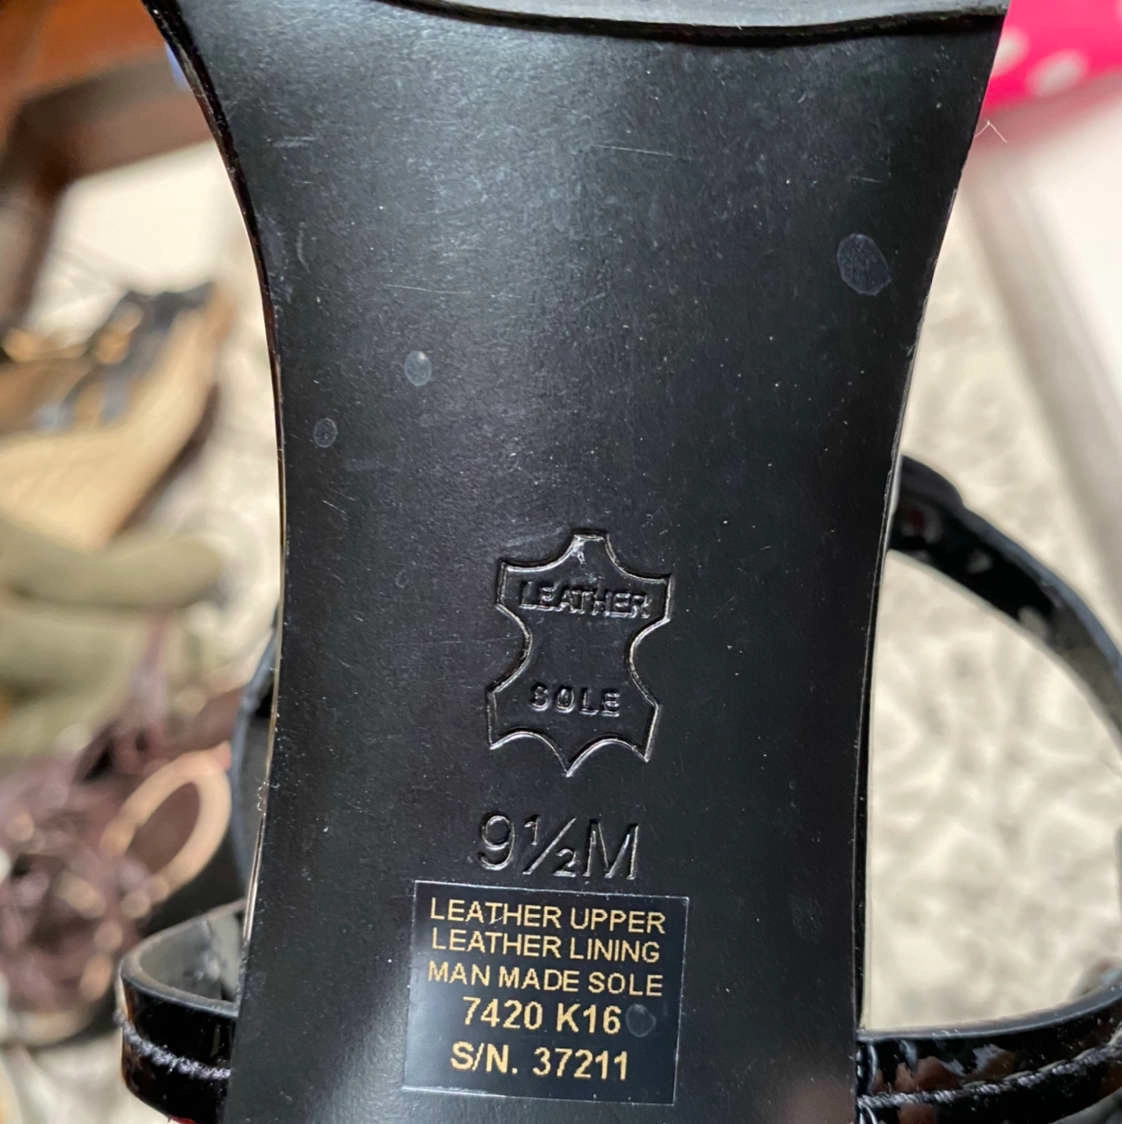 LEATHER
SOLE
9½M
LEATHER UPPER
LEATHER LINING
MAN MADE SOLE
7420 K16
S/N. 37211